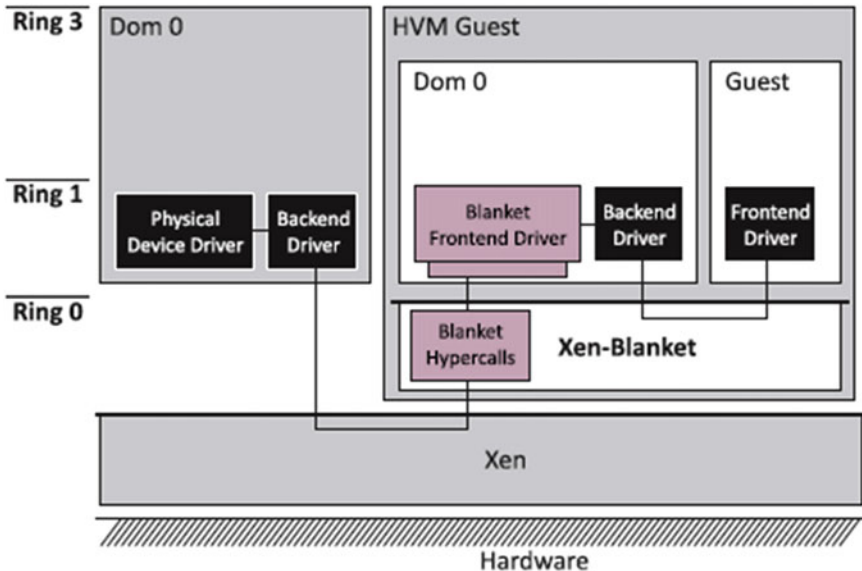 Ring 3
Dom 0
HVM Guest
Dom 0
Guest
Ring 1
Physical
Device Driver
Backend
Driver
Blanket
Frontend Driver
Backend
Driver
Frontend
Driver
Ring 0
Blanket
Hypercalls
Xen-Blanket
Xen
Hardware